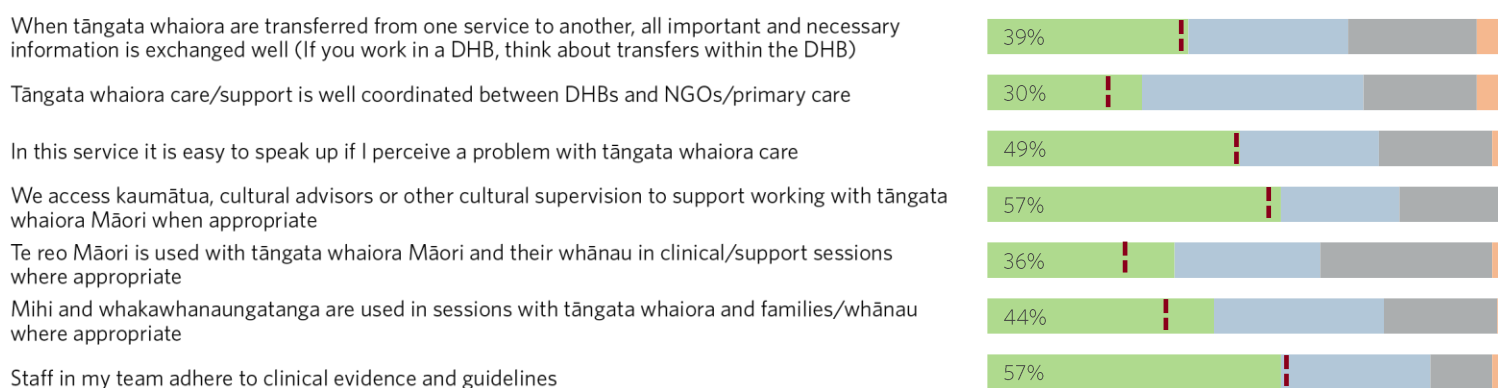 When tāngata whaiora are transferred from one service to another, all important and necessary
information is exchanged well (If you work in a DHB, think about transfers within the DHB)
39%
Tāngata whaiora care/support is well coordinated between DHBs and NGOs/primary care
30%
In this service it is easy to speak up if I perceive a problem with tāngata whaiora care
49%
We access kaumātua, cultural advisors or other cultural supervision to support working with tāngata
whaiora Māori when appropriate
57%
Te reo Māori is used with tāngata whaiora Māori and their whānau in clinical/support sessions
where appropriate
36%
Mihi and whakawhanaungatanga are used in sessions with tāngata whaiora and families/whānau
where appropriate
44%
Staff in my team adhere to clinical evidence and guidelines
57%